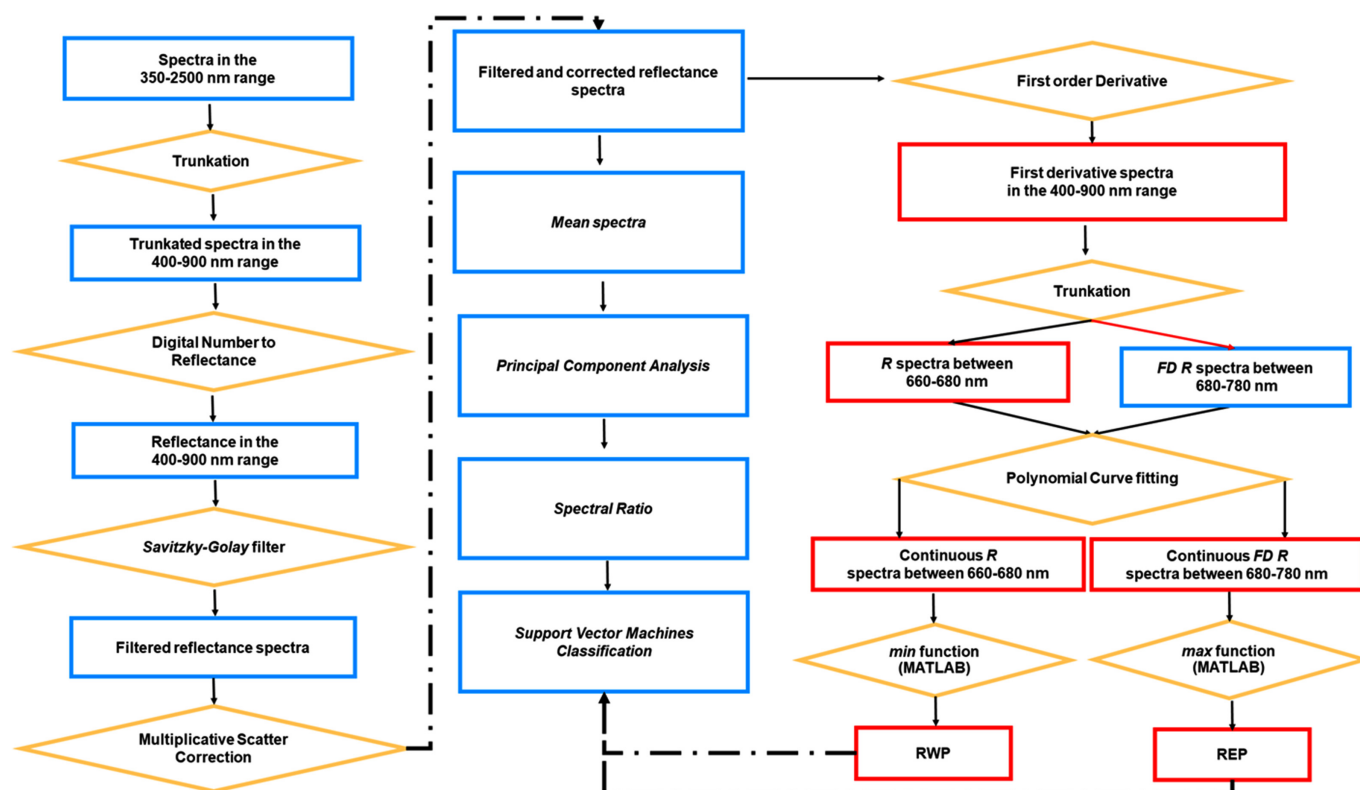 Spectra in the
350-2500 nm range
Trunkation
Trunkated spectra in the
400-900 nm range
Digital Number to
Reflectance
Reflectance in the
400-900 nm range
Savitzky-Golay filter
Filtered reflectance spectra
Multiplicative Scatter
Correction
Filtered and corrected reflectance
spectra
Mean spectra
Principal Component Analysis
Spectral Ratio
Support Vector Machines
Classification
First order Derivative
First derivative spectra
in the 400-900 nm range
Trunkation
R spectra between
660-680 nm
FD R spectra between
680-780 nm
Polynomial Curve fitting
Continuous R
spectra between 660-680 nm
Continuous FD R
spectra between 680-780 nm
min function
(MATLAB)
max function
(MATLAB)
RWP
REP